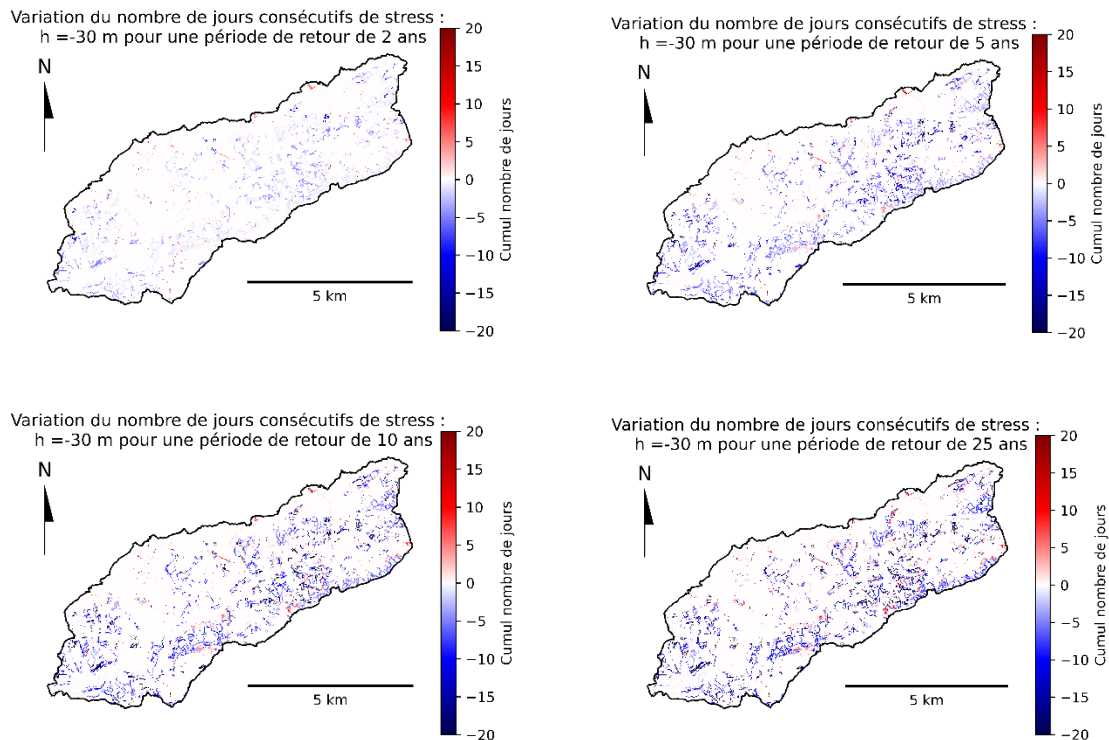 Variation du nombre de jours consécutifs de stress :
h =-30 m pour une période de retour de 2 ans
N
20
15
10
5
0
−5
−10
−15
−20
Cumul nombre de jours
5 km
Variation du nombre de jours consécutifs de stress :
h =-30 m pour une période de retour de 5 ans
N
20
15
10
5
0
−5
−10
−15
−20
Cumul nombre de jours
5 km
Variation du nombre de jours consécutifs de stress :
h =-30 m pour une période de retour de 10 ans
N
20
15
10
5
0
−5
−10
−15
−20
Cumul nombre de jours
5 km
Variation du nombre de jours consécutifs de stress :
h =-30 m pour une période de retour de 25 ans
N
20
15
10
5
0
−5
−10
−15
−20
Cumul nombre de jours
5 km